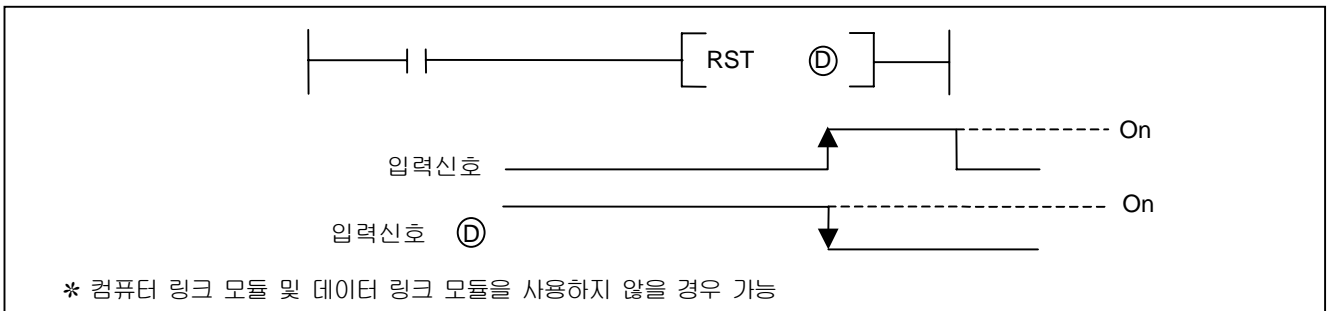 RST Ⓓ
On
입력신호
On
입력신호 Ⓓ
* 컴퓨터 링크 모듈 및 데이터 링크 모듈을 사용하지 않을 경우 가능